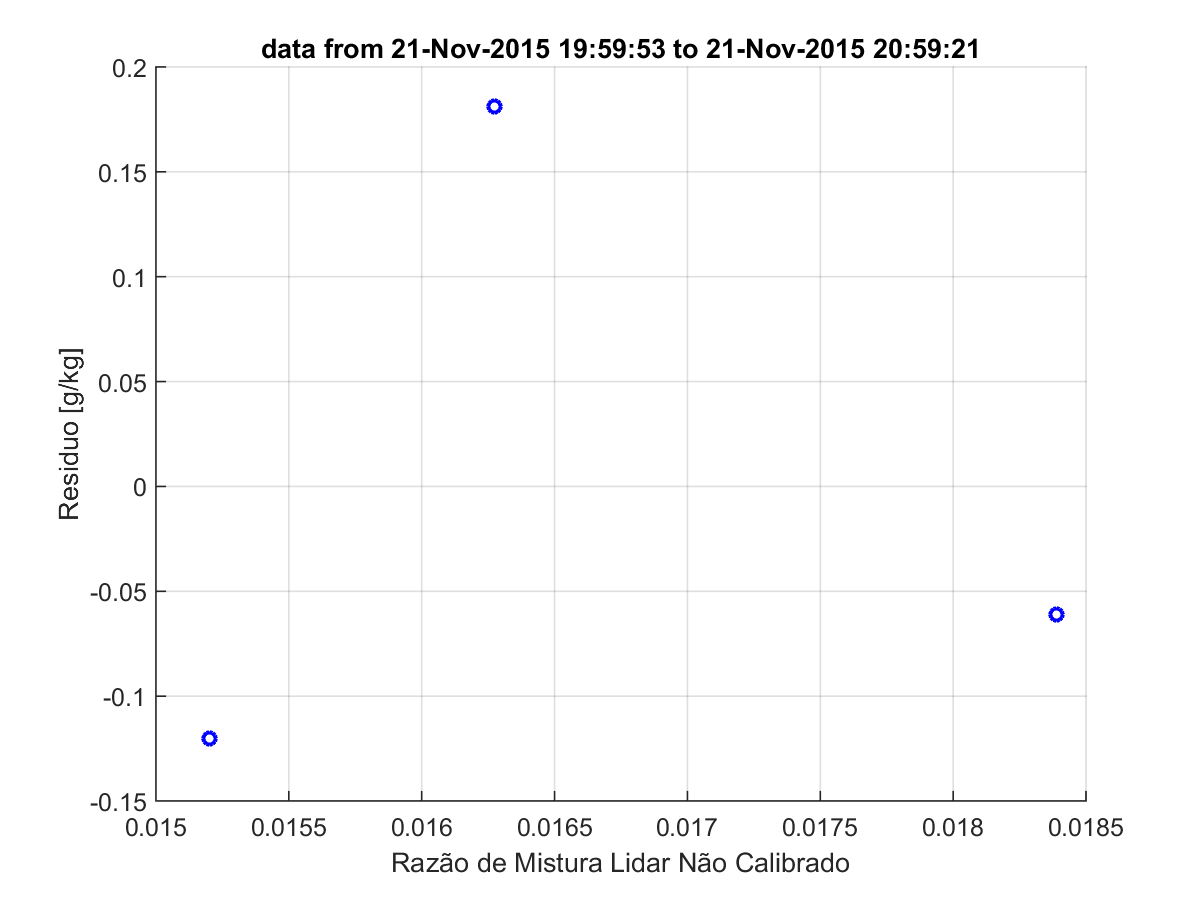 data from 21-Nov-2015 19:59:53 to 21-Nov-2015 20:59:21
0.2
0.15
0.1
0.05
0
-0.05
-0.1
-0.15
Residuo [g/kg]
0.015 0.0155 0.016 0.0165 0.017 0.0175 0.018 0.0185
Razão de Mistura Lidar Não Calibrado